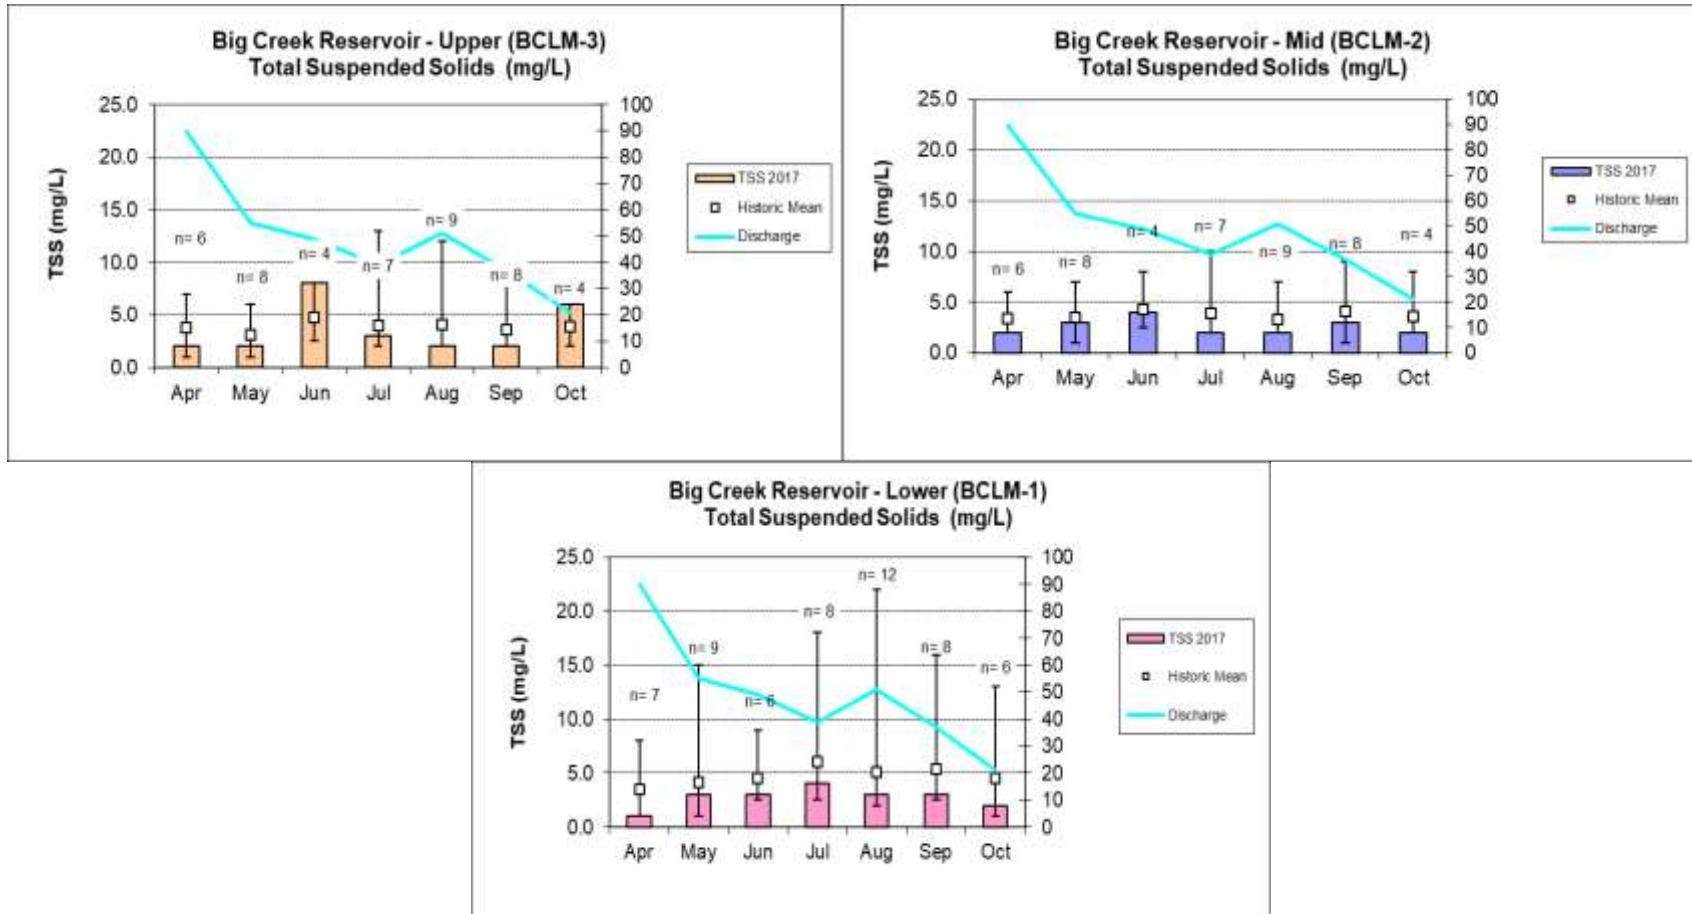 Big Creek Reservoir - Upper (BCLM-3)
Total Suspended Solids (mg/L)
TSS (mg/L)
25.0
20.0
15.0
10.0
5.0
0.0
100
90
80
70
60
50
40
30
20
10
0
n= 6
n= 8
n= 4
n= 7
n= 9
n= 8
n= 4
Apr May Jun Jul Aug Sep Oct
TSS 2017
Historic Mean
Discharge
Big Creek Reservoir - Mid (BCLM-2)
Total Suspended Solids (mg/L)
TSS (mg/L)
25.0
20.0
15.0
10.0
5.0
0.0
100
90
80
70
60
50
40
30
20
10
0
n= 6
n= 8
n= 4
n= 7
n= 9
n= 8
n= 4
Apr May Jun Jul Aug Sep Oct
TSS 2017
Historic Mean
Discharge
Big Creek Reservoir - Lower (BCLM-1)
Total Suspended Solids (mg/L)
TSS (mg/L)
25.0
20.0
15.0
10.0
5.0
0.0
100
90
80
70
60
50
40
30
20
10
0
n= 7
n= 9
n= 6
n= 8
n= 12
n= 8
n= 6
Apr May Jun Jul Aug Sep Oct
TSS 2017
Historic Mean
Discharge